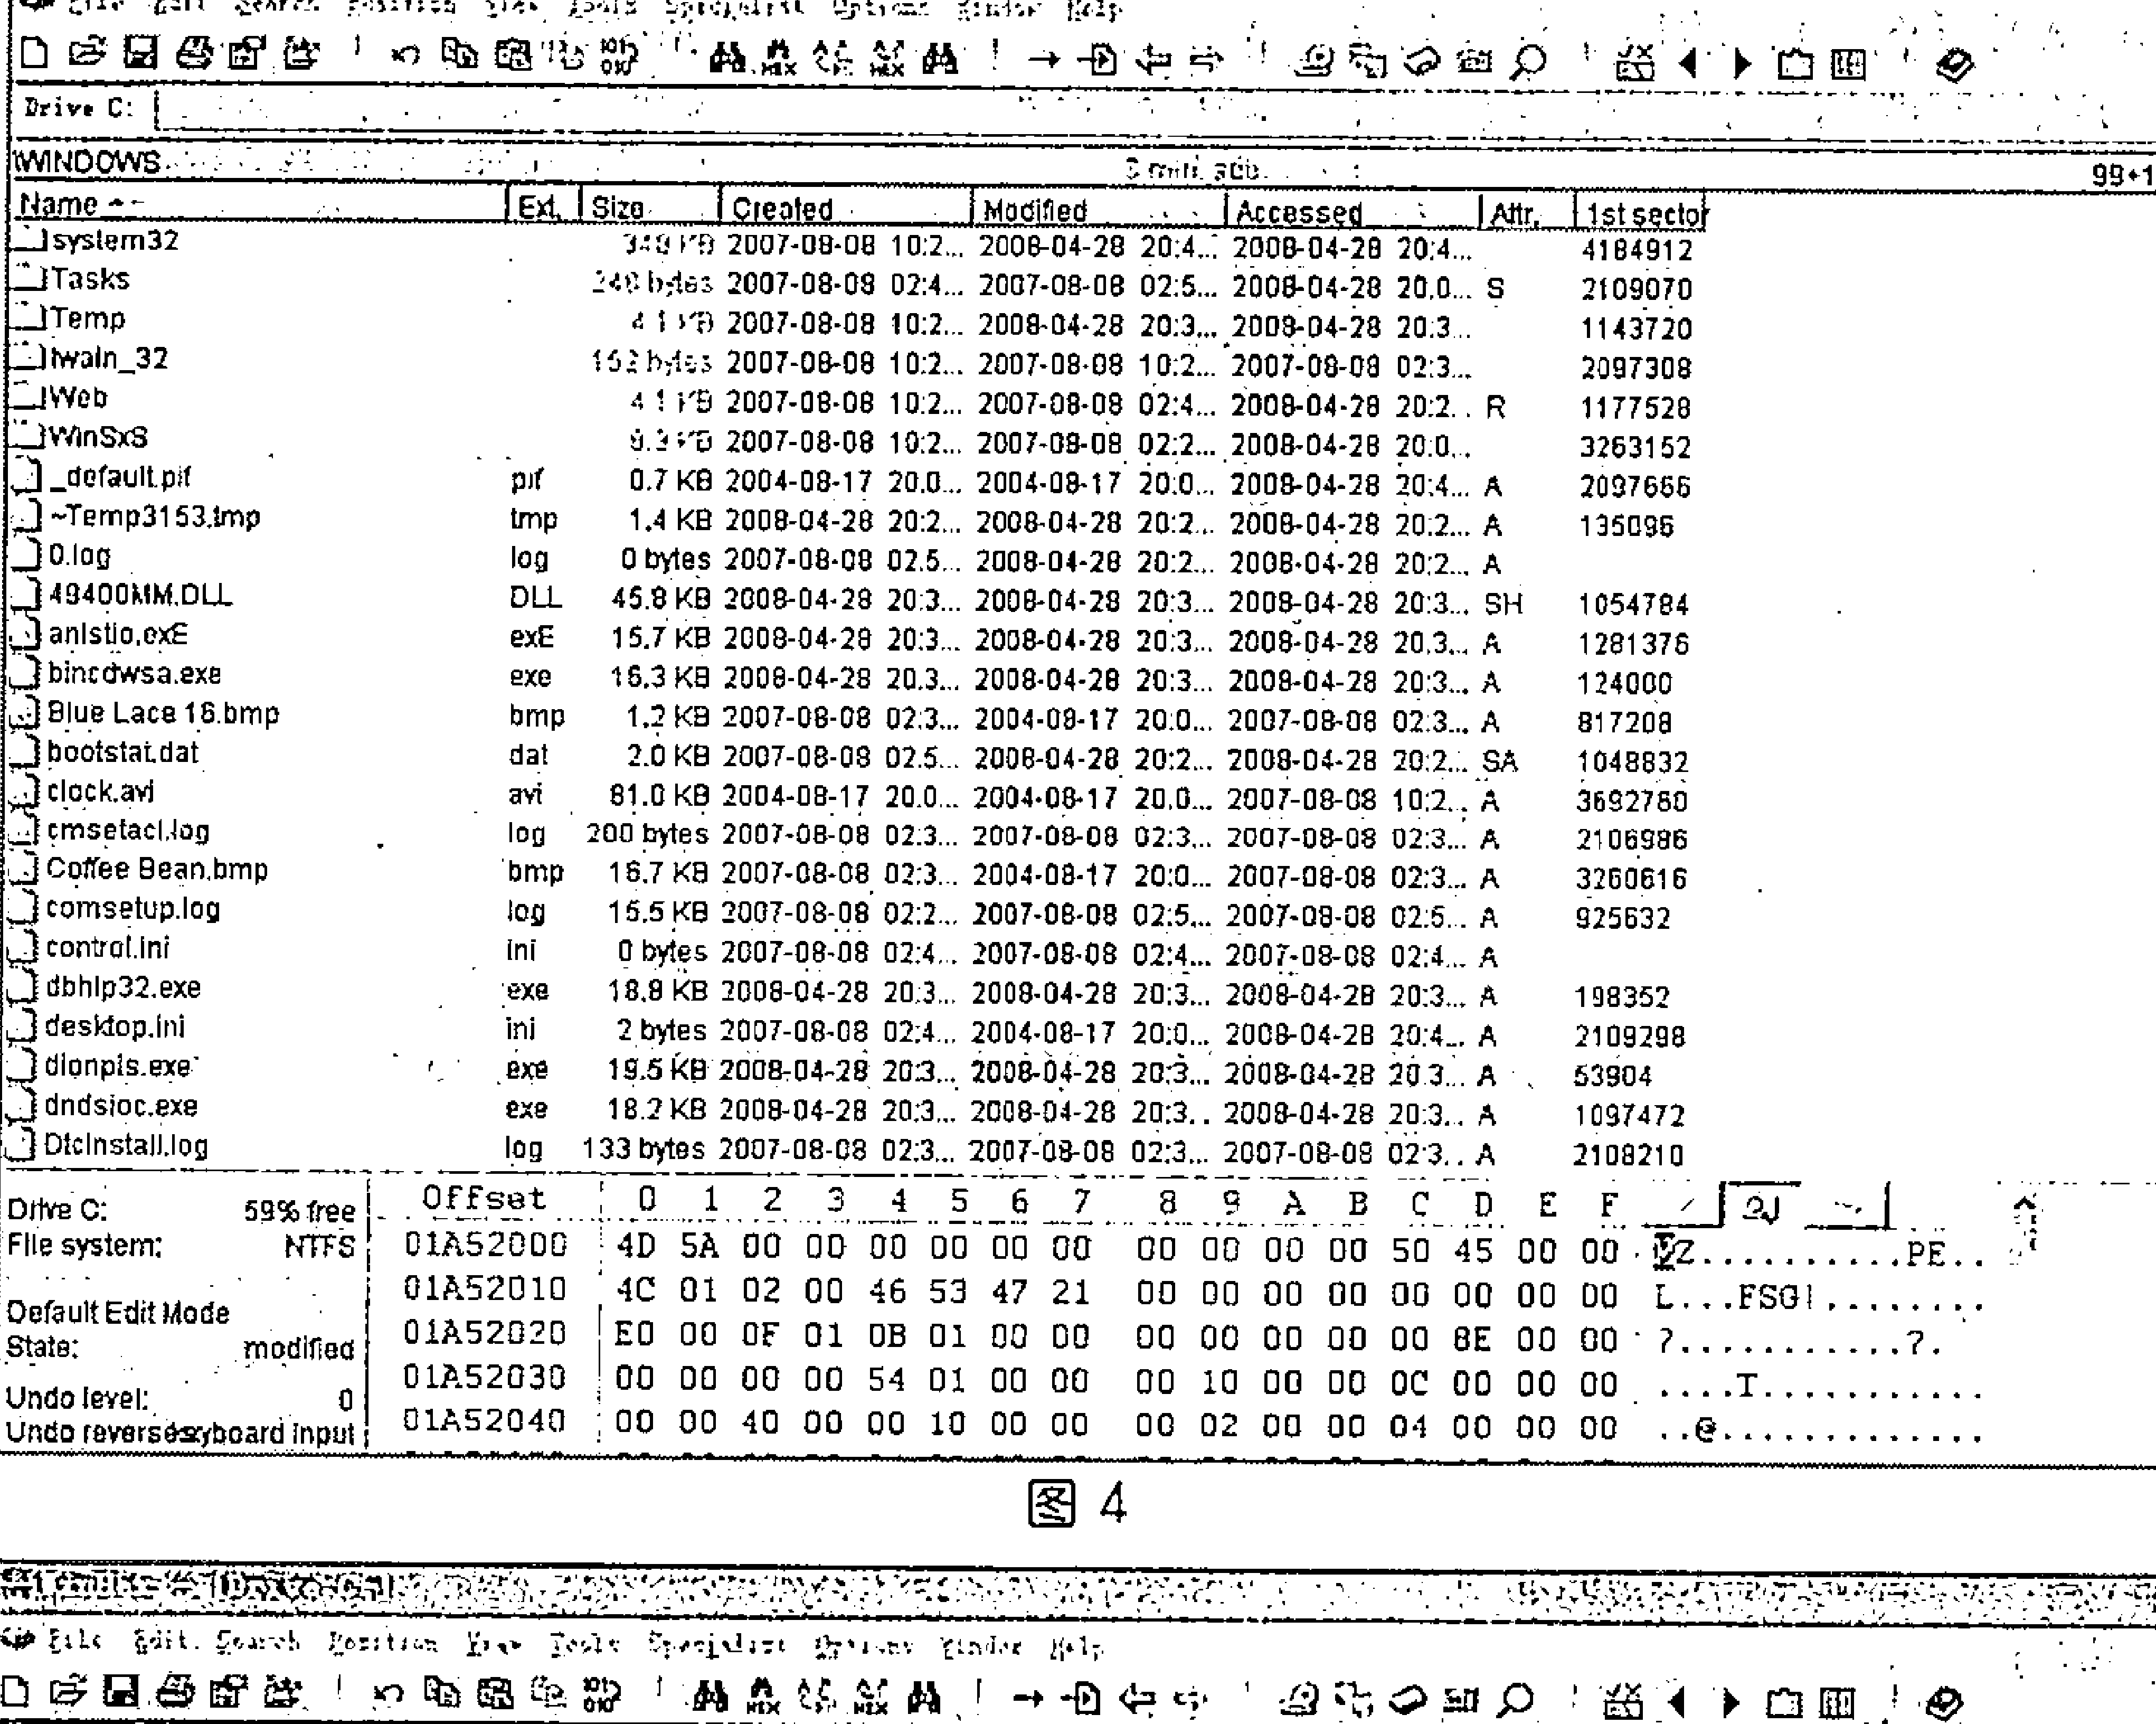 File Edit Search Position View Tools Specialist Options Window Help
Drive C:
WINDOWS 99+1
Name Ext. Size Created Modified Accessed Attr. 1st sector
system32 348 KB 2007-08-08 10:2... 2008-04-28 20:4... 2008-04-28 20:4... 4184912
Tasks 248 bytes 2007-08-08 02:4... 2007-08-08 02:5... 2008-04-28 20:0... S 2109070
Temp 4.1 KB 2007-08-08 10:2... 2008-04-28 20:3... 2008-04-28 20:3... 1143720
twain_32 152 bytes 2007-08-08 10:2... 2007-08-08 10:2... 2007-08-08 02:3... 2097308
Web 4.1 KB 2007-08-08 10:2... 2007-08-08 02:4... 2008-04-28 20:2... R 1177528
WinSxS 2007-08-08 10:2... 2007-08-08 02:2... 2008-04-28 20:0... 3263152
_default.pif pif 0.7 KB 2004-08-17 20:0... 2004-08-17 20:0... 2008-04-28 20:4... A 2097666
~Temp3153.tmp tmp 1.4 KB 2008-04-28 20:2... 2008-04-28 20:2... 2008-04-28 20:2... A 135096
0.log log 0 bytes 2007-08-08 02:5... 2008-04-28 20:2... 2008-04-28 20:2... A
49400MM.DLL DLL 45.8 KB 2008-04-28 20:3... 2008-04-28 20:3... 2008-04-28 20:3... SH 1054784
anistio.exE exE 15.7 KB 2008-04-28 20:3... 2008-04-28 20:3... 2008-04-28 20:3... A 1281376
bincdwsa.exe exe 16.3 KB 2008-04-28 20:3... 2008-04-28 20:3... 2008-04-28 20:3... A 124000
Blue Lace 16.bmp bmp 1.2 KB 2007-08-08 02:3... 2004-08-17 20:0... 2007-08-08 02:3... A 817208
bootstat.dat dat 2.0 KB 2007-08-08 02:5... 2008-04-28 20:2... 2008-04-28 20:2... SA 1048832
clock.avi avi 81.0 KB 2004-08-17 20:0... 2004-08-17 20:0... 2007-08-08 10:2... A 3692760
cmsetacl.log log 200 bytes 2007-08-08 02:3... 2007-08-08 02:3... 2007-08-08 02:3... A 2106986
Coffee Bean.bmp bmp 16.7 KB 2007-08-08 02:3... 2004-08-17 20:0... 2007-08-08 02:3... A 3260616
comsetup.log log 15.5 KB 2007-08-08 02:2... 2007-08-08 02:5... 2007-08-08 02:5... A 925632
control.ini ini 0 bytes 2007-08-08 02:4... 2007-08-08 02:4... 2007-08-08 02:4... A
dbhlp32.exe exe 18.8 KB 2008-04-28 20:3... 2008-04-28 20:3... 2008-04-28 20:3... A 198352
desktop.ini ini 2 bytes 2007-08-08 02:4... 2004-08-17 20:0... 2008-04-28 20:4... A 2109298
dionpis.exe exe 19.5 KB 2008-04-28 20:3... 2008-04-28 20:3... 2008-04-28 20:3... A 53904
dndsioc.exe exe 18.2 KB 2008-04-28 20:3... 2008-04-28 20:3... 2008-04-28 20:3... A 1097472
DtcInstall.log log 133 bytes 2007-08-08 02:3... 2007-08-08 02:3... 2007-08-08 02:3... A 2108210
Drive C: 59% free
File system: NTFS
Default Edit Mode
State: modified
Undo level: 0
Undo reverses: keyboard input
Offset 0 1 2 3 4 5 6 7 8 9 A B C D E F
01A52000 4D 5A 00 00 00 00 00 00 00 00 00 00 50 45 00 00 MZ..........PE..
01A52010 4C 01 02 00 46 53 47 21 00 00 00 00 00 00 00 00 L...FSG!........
01A52020 E0 00 0F 01 0B 01 00 00 00 00 00 00 00 8E 00 00 ?............?.
01A52030 00 00 00 00 54 01 00 00 00 10 00 00 0C 00 00 00 ....T...........
01A52040 00 00 40 00 00 10 00 00 00 02 00 00 04 00 00 00 ..@.............
图 4
File Edit Search Position View Tools Specialist Options Window Help